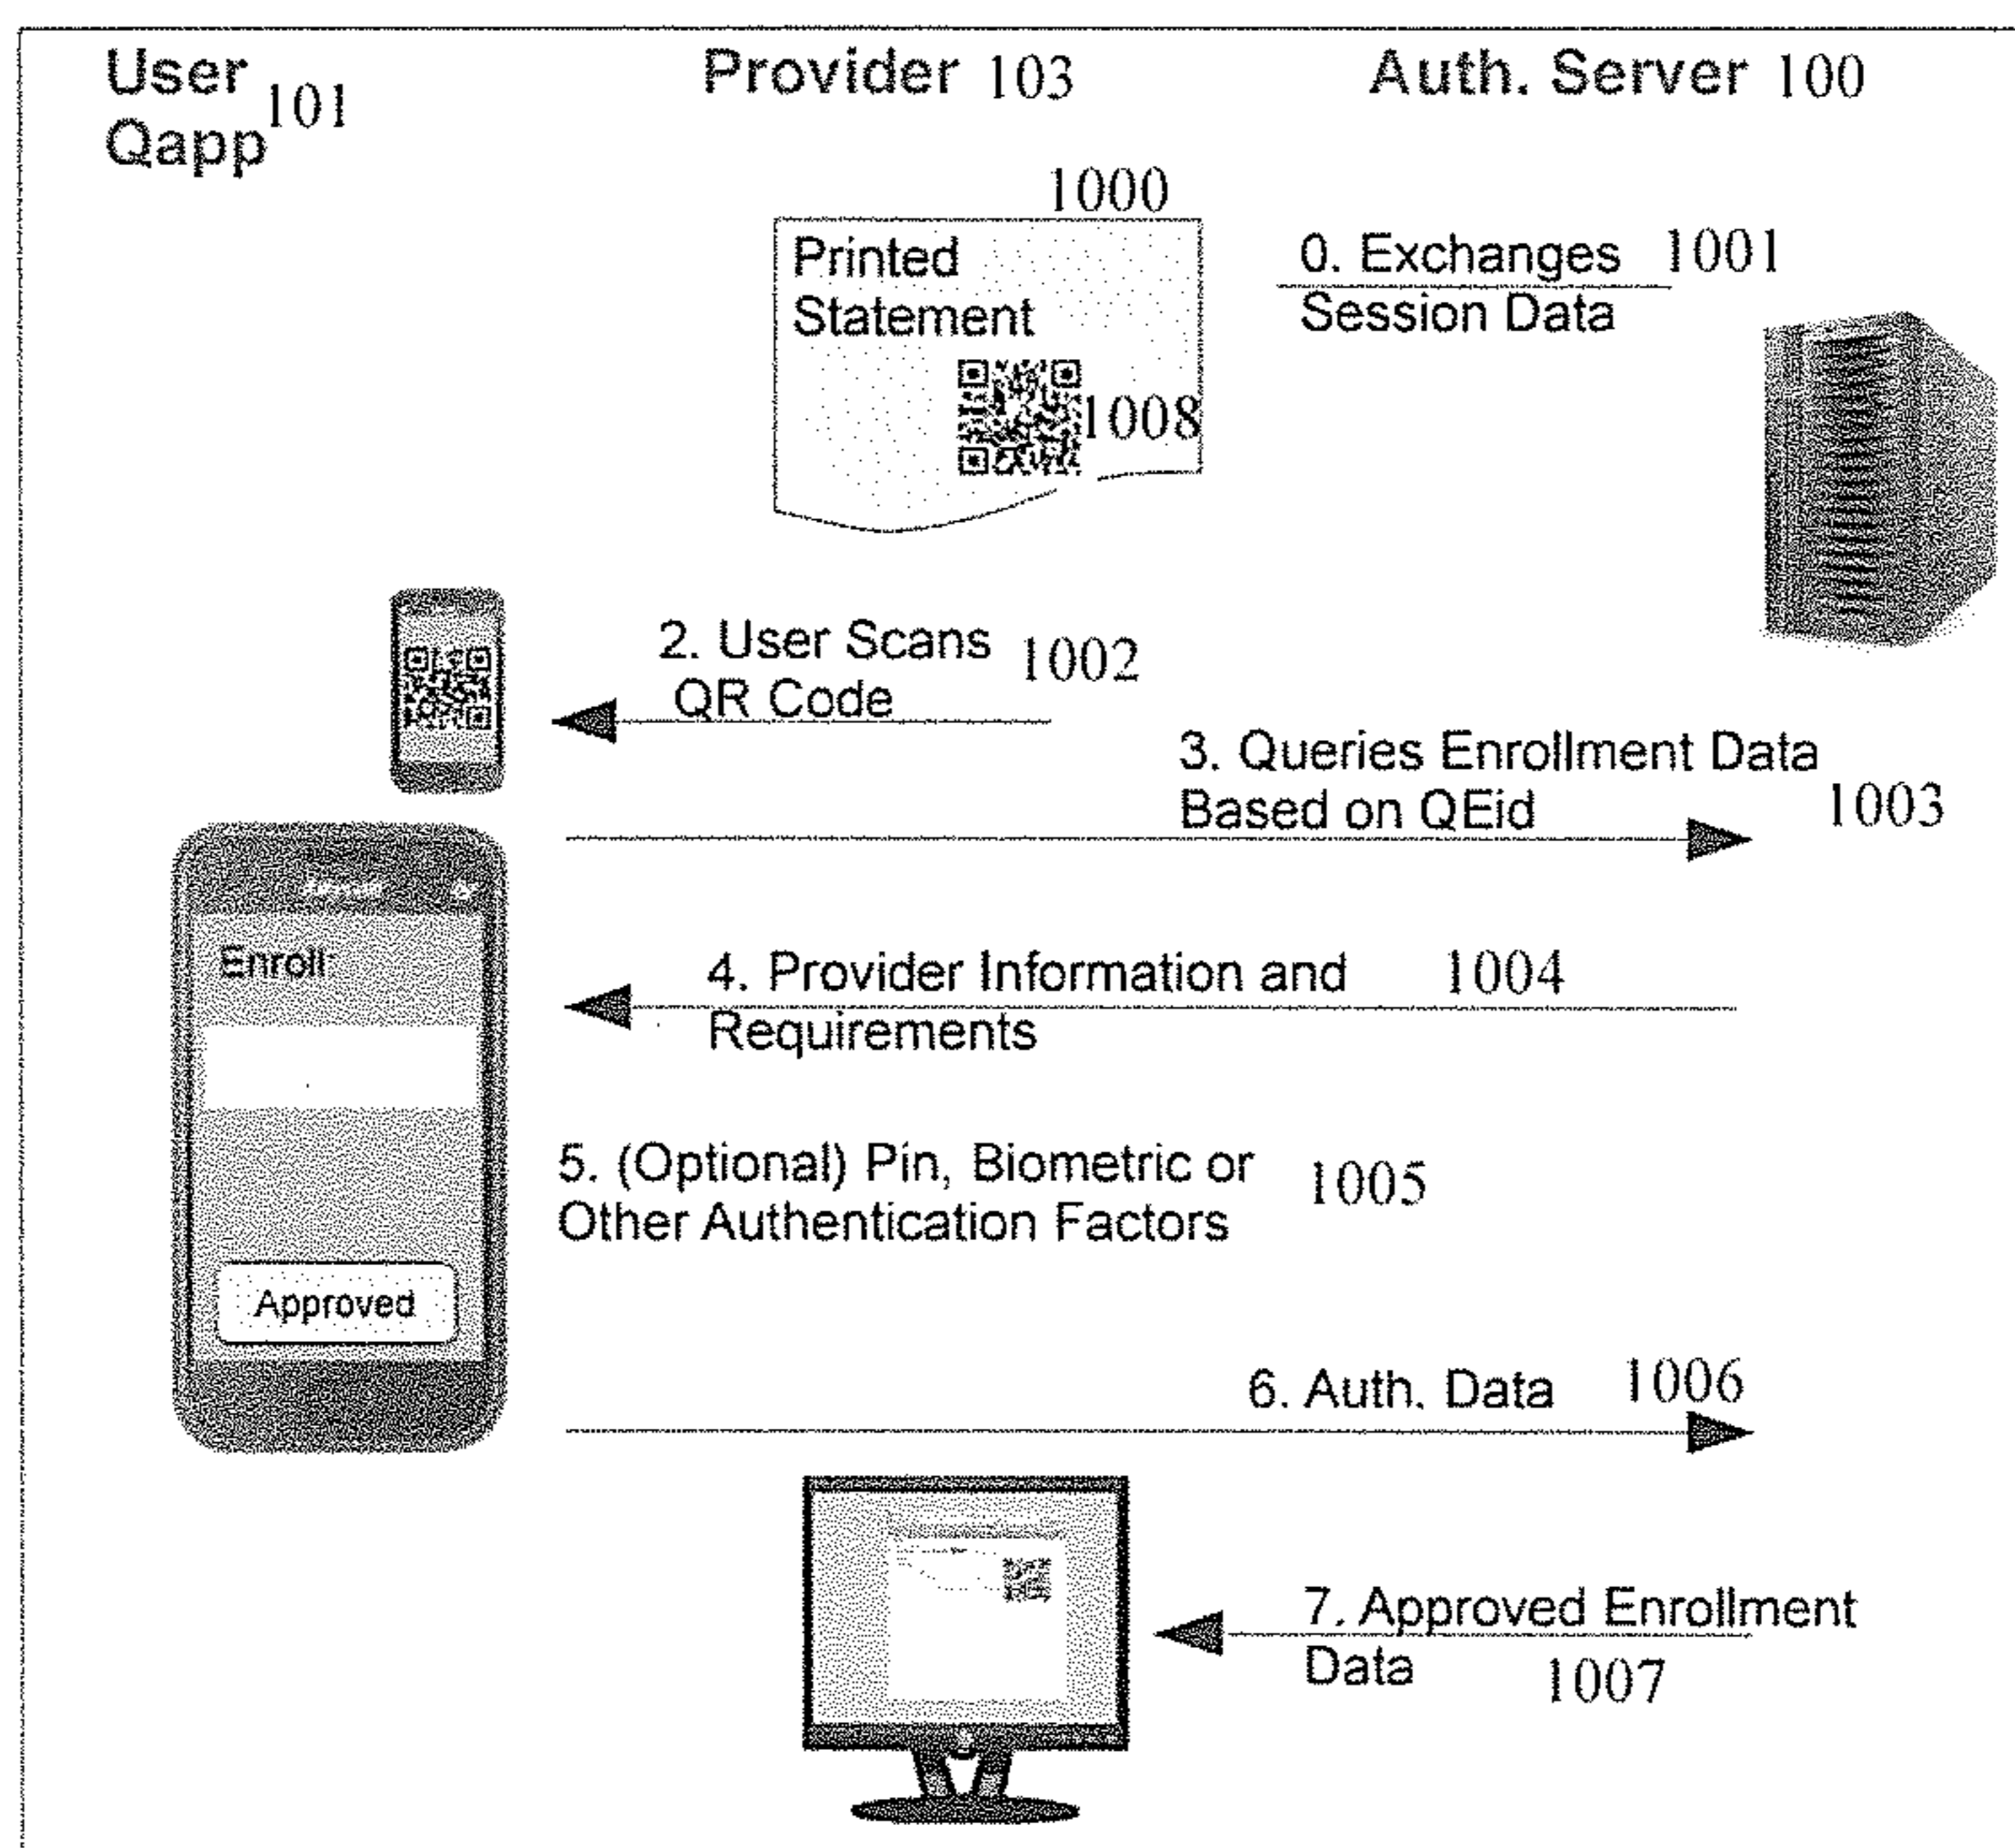 User
Qapp 101
Provider 103
Auth. Server 100
1000
Printed
Statement
1008
0. Exchanges 1001
Session Data
2. User Scans 1002
QR Code
3. Queries Enrollment Data
Based on QEid 1003
Enroll
4. Provider Information and 1004
Requirements
5. (Optional) Pin, Biometric or 1005
Other Authentication Factors
Approved
6. Auth. Data 1006
7. Approved Enrollment
Data 1007